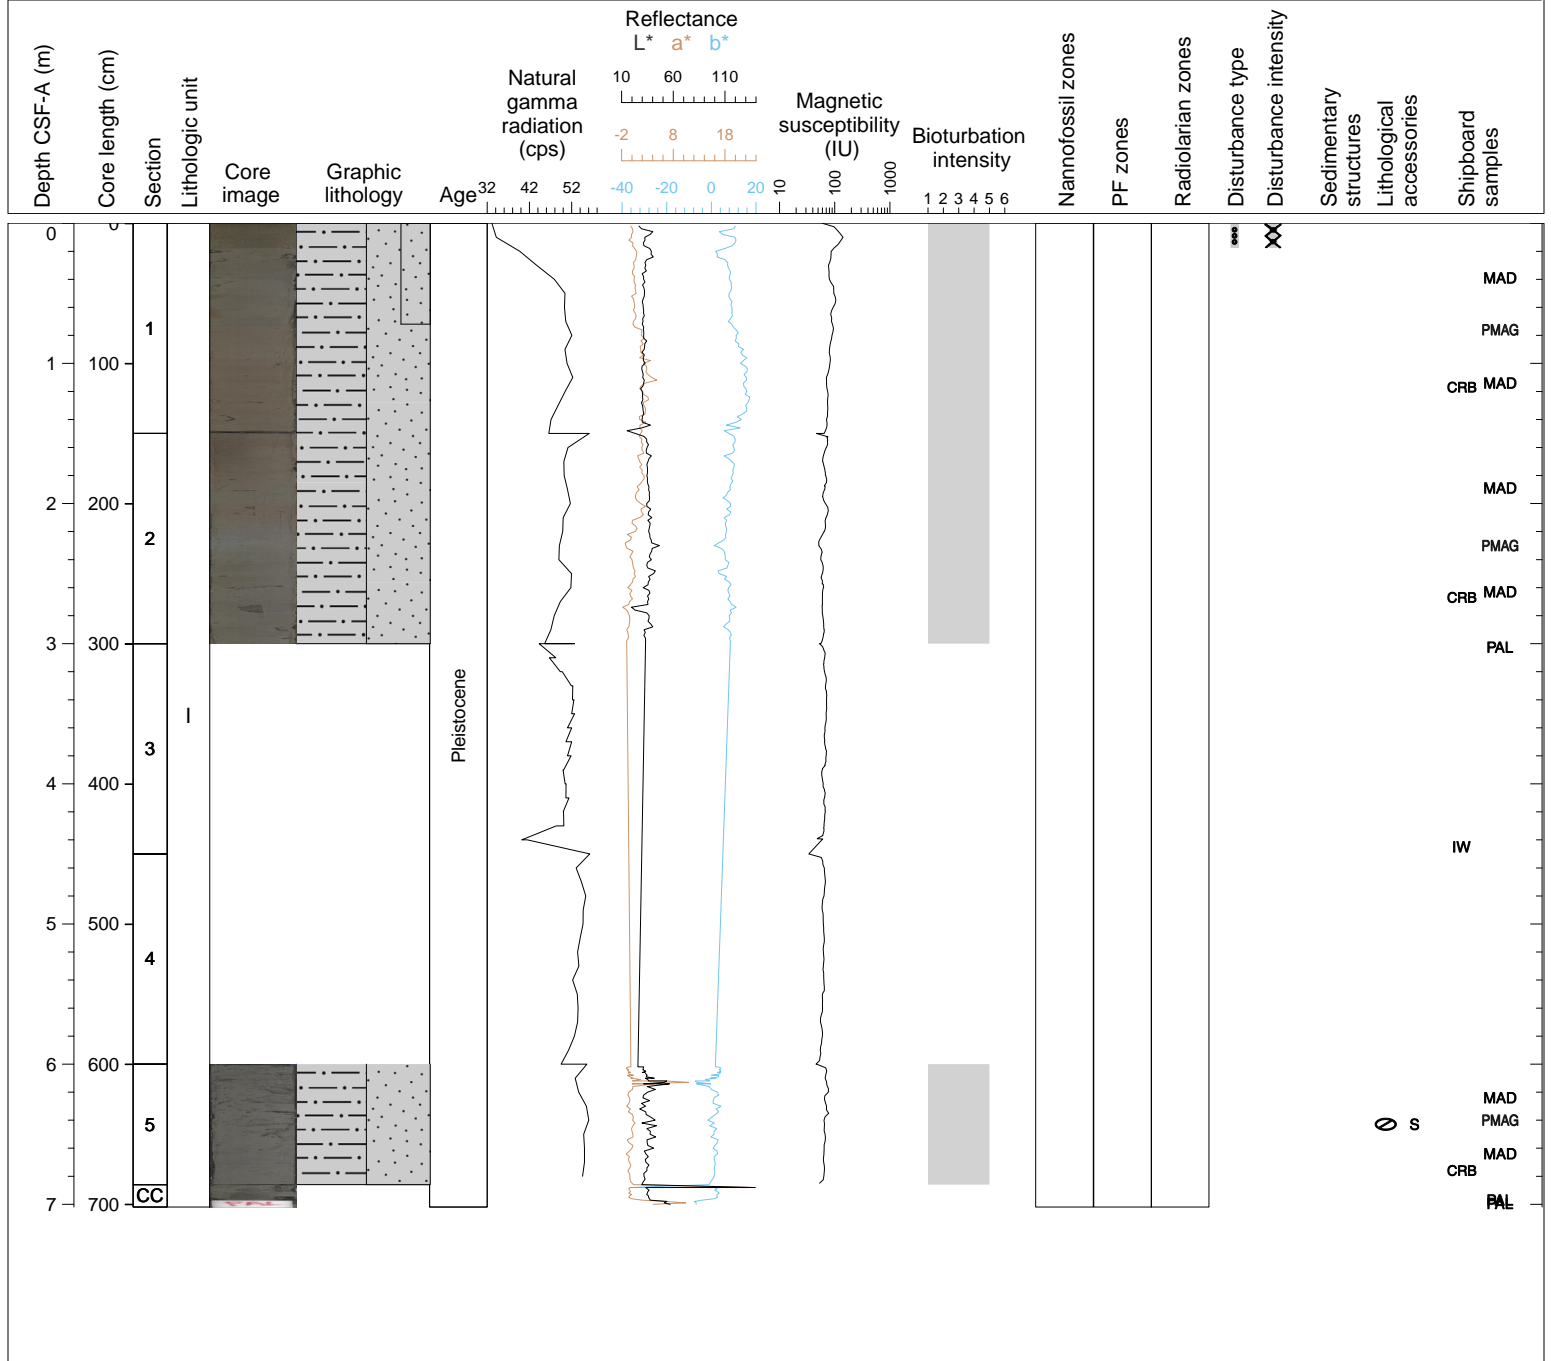 Depth CSF-A (m)
Core length (cm)
Section
Lithologic unit
Core
image
Graphic
lithology
Age
Natural
gamma
radiation
(cps)
32 42 52
Reflectance
L* a* b*
10 60 110
-2 8 18
-40 -20 0 20
Magnetic
susceptibility
(IU)
10 100 1000
Bioturbation
intensity
1 2 3 4 5 6
Nannofossil zones
PF zones
Radiolarian zones
Disturbance type
Disturbance intensity
Sedimentary
structures
Lithological
accessories
Shipboard
samples
0 0
MAD
1
PMAG
1 100
CRB MAD
MAD
2 200
2
PMAG
CRB MAD
3 300
PAL
I
Pleistocene
3
4 400
IW
5 500
4
6 600
MAD
5
S
PMAG
MAD
CRB
CC
7 700
PAL
PAL
PAL